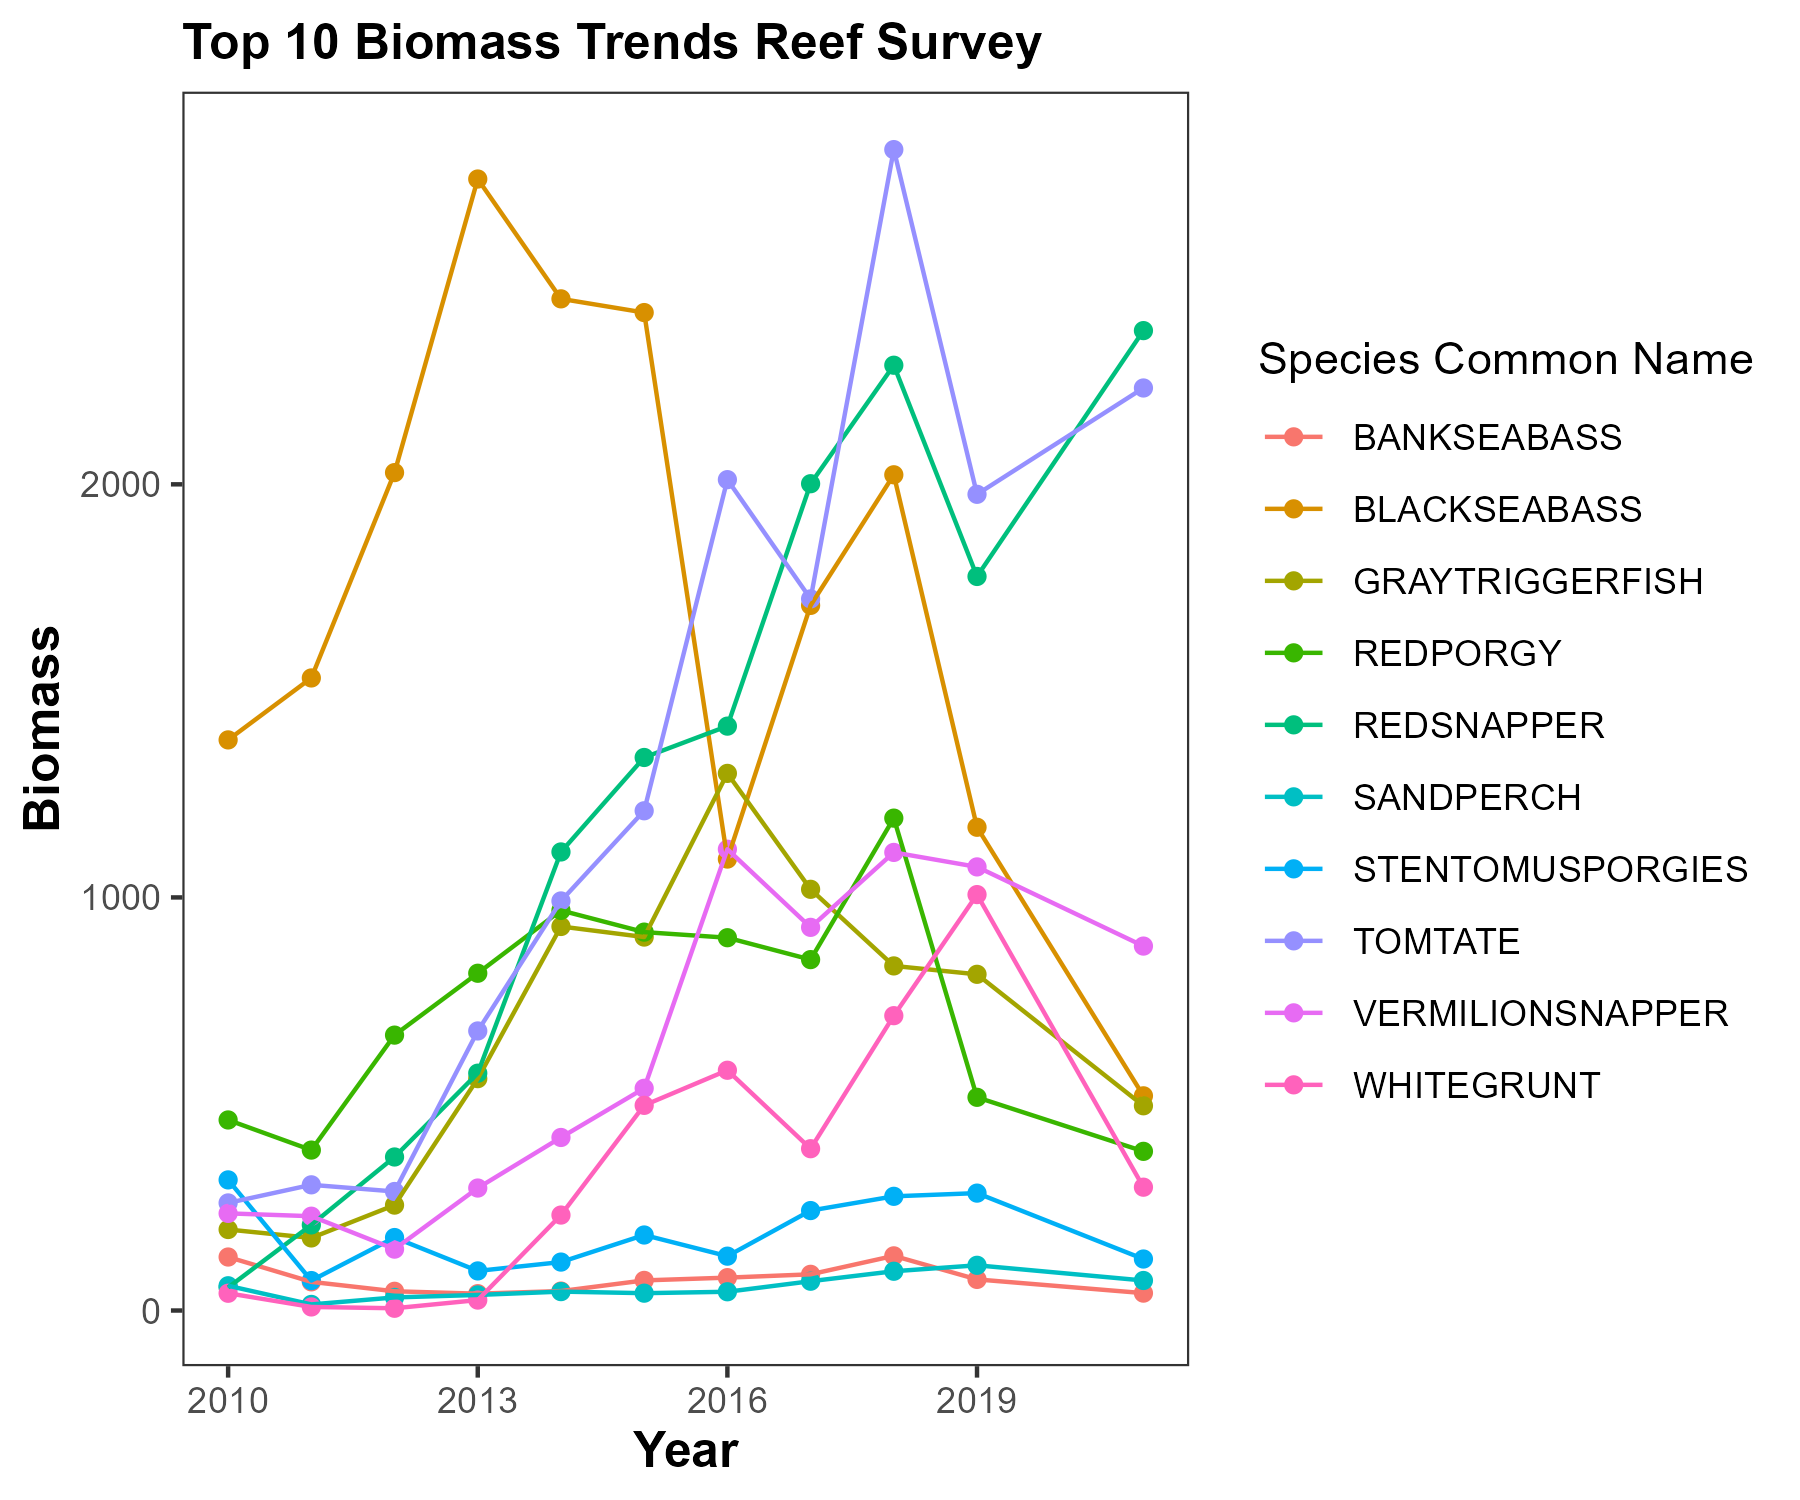 Top 10 Biomass Trends Reef Survey
Biomass
2000
1000
0
2010 2013 2016 2019
Year
Species Common Name
BANKSEABASS
BLACKSEABASS
GRAYTRIGGERFISH
REDPORGY
REDSNAPPER
SANDPERCH
STENTOMUSPORGIES
TOMTATE
VERMILIONSNAPPER
WHITEGRUNT